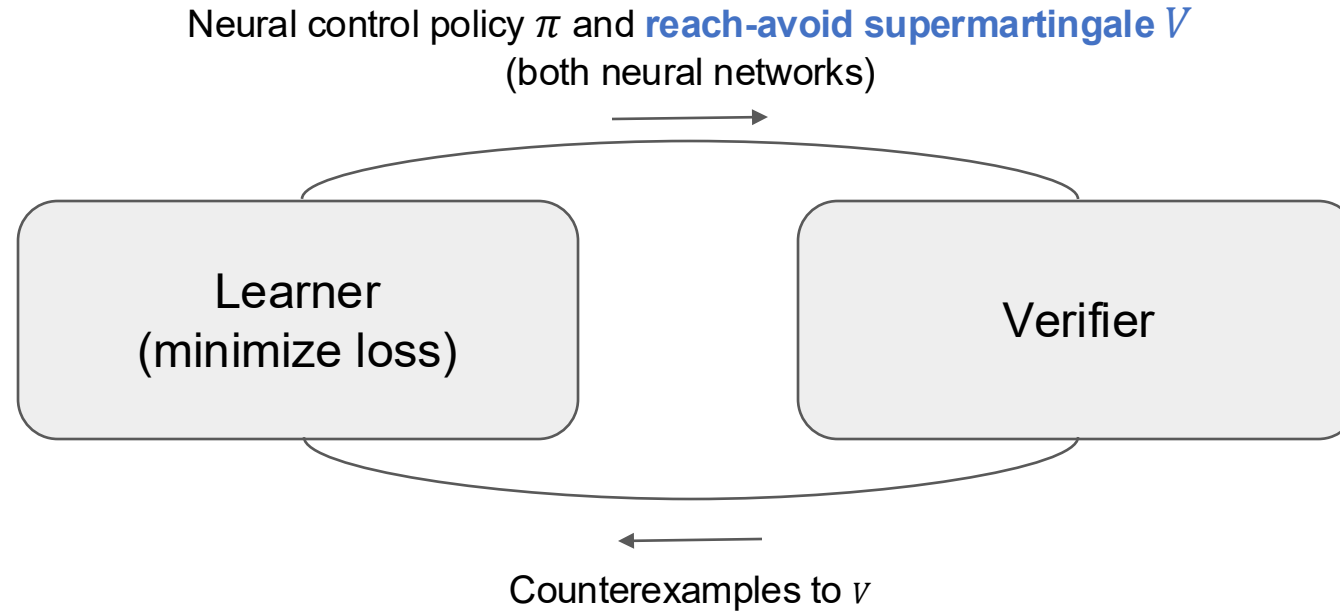 Neural control policy π and reach-avoid supermartingale V
(both neural networks)
Learner
(minimize loss)
Verifier
Counterexamples to V